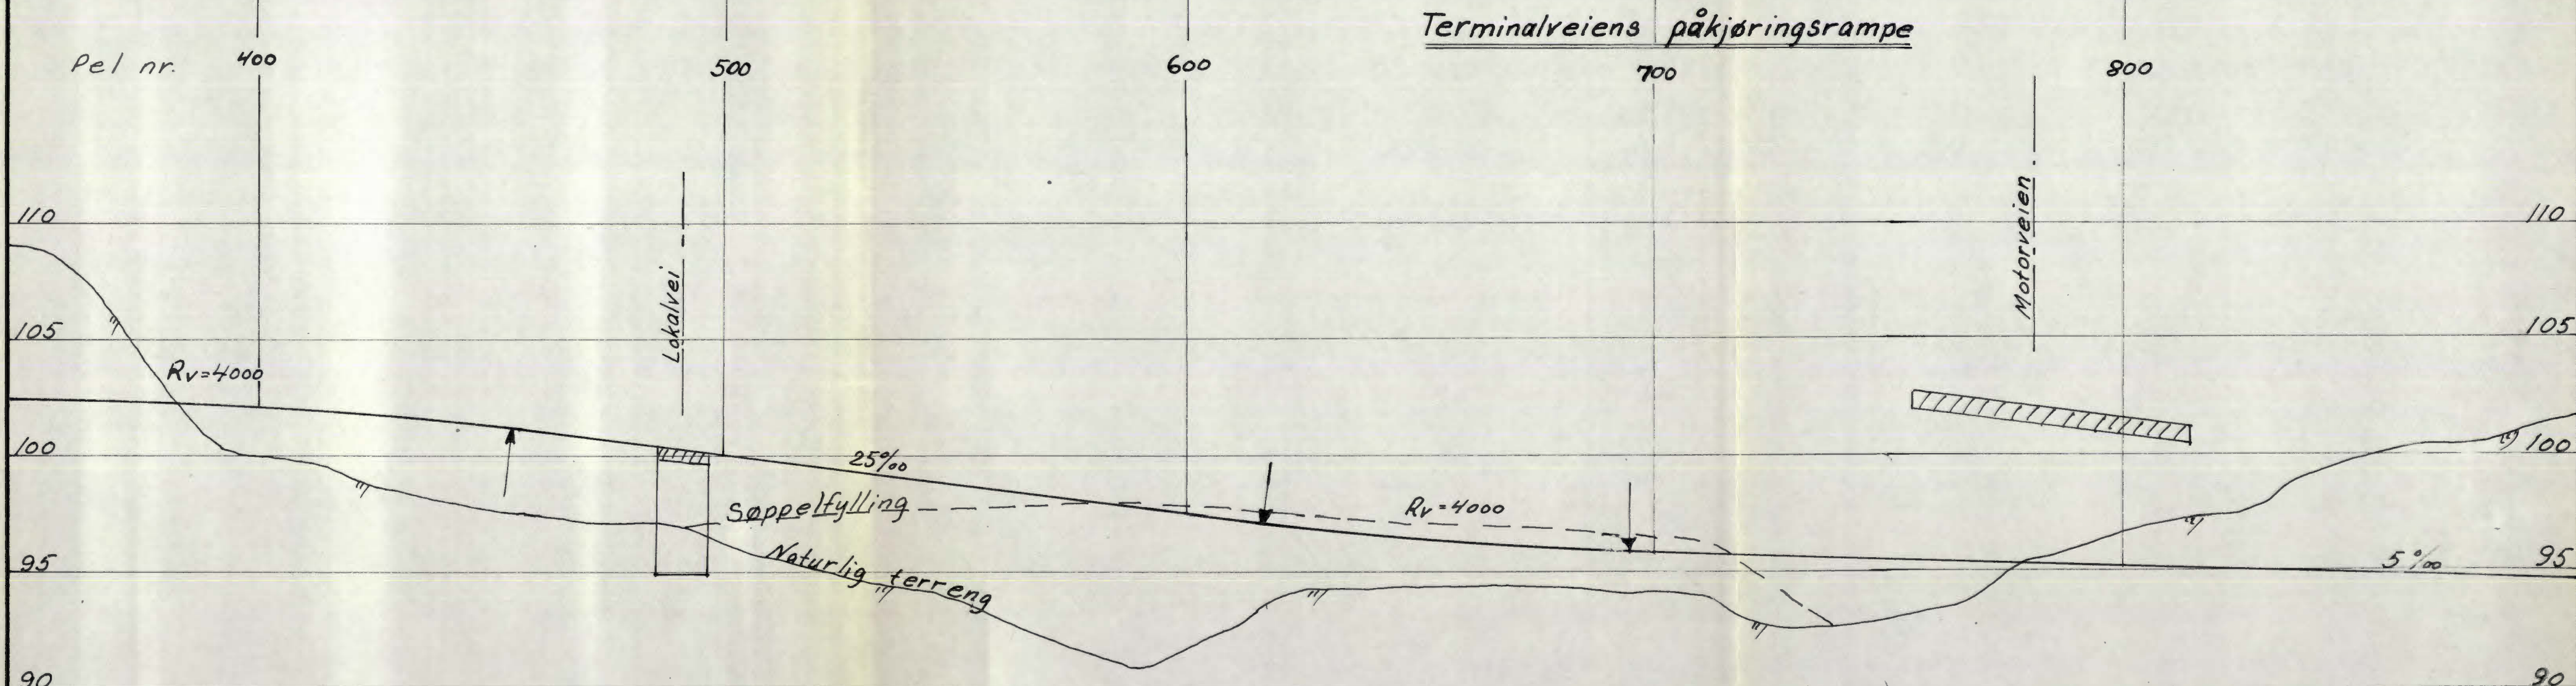 Terminalveiens påkjøringsrampe
Pel nr. 400 500 600 700 800
Lokalvei
Motorveien
110 110
105 105
Rv=4000
100 25‰ 100
Søppelfylling Rv=4000
95 Naturlig terreng 5‰ 95
90 90